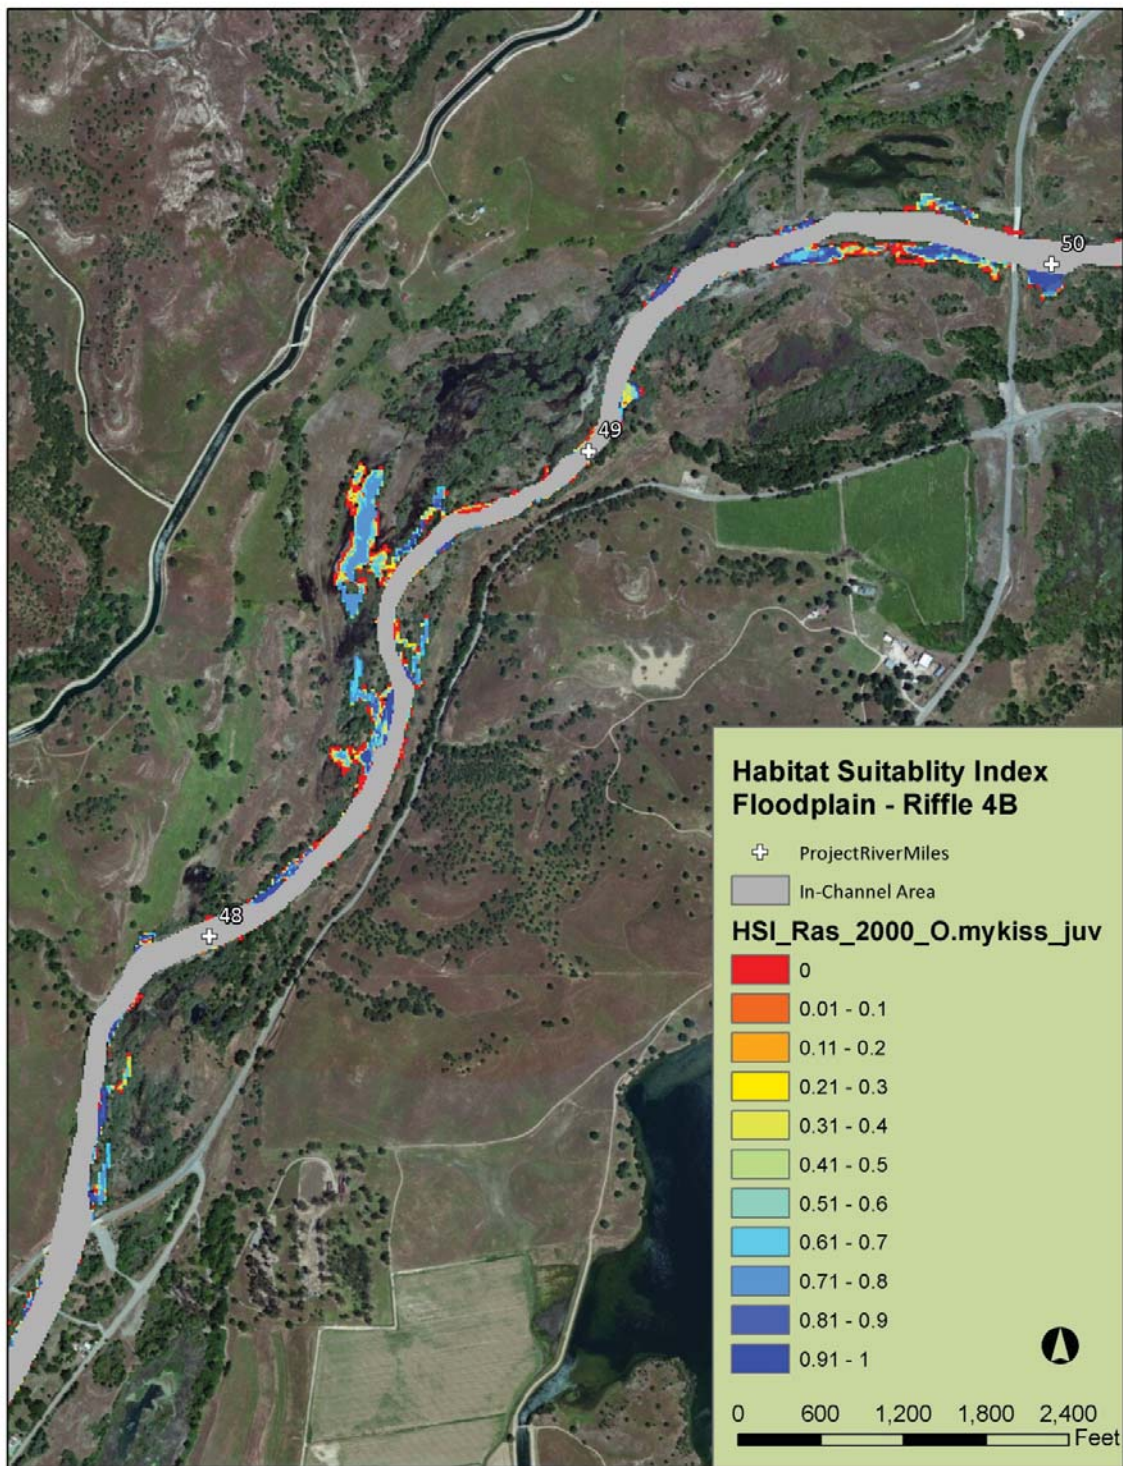 50
49
48
Habitat Suitablity Index
Floodplain - Riffle 4B
ProjectRiverMiles
In-Channel Area
HSI_Ras_2000_O.mykiss_juv
0
0.01 - 0.1
0.11 - 0.2
0.21 - 0.3
0.31 - 0.4
0.41 - 0.5
0.51 - 0.6
0.61 - 0.7
0.71 - 0.8
0.81 - 0.9
0.91 - 1
0 600 1,200 1,800 2,400
Feet